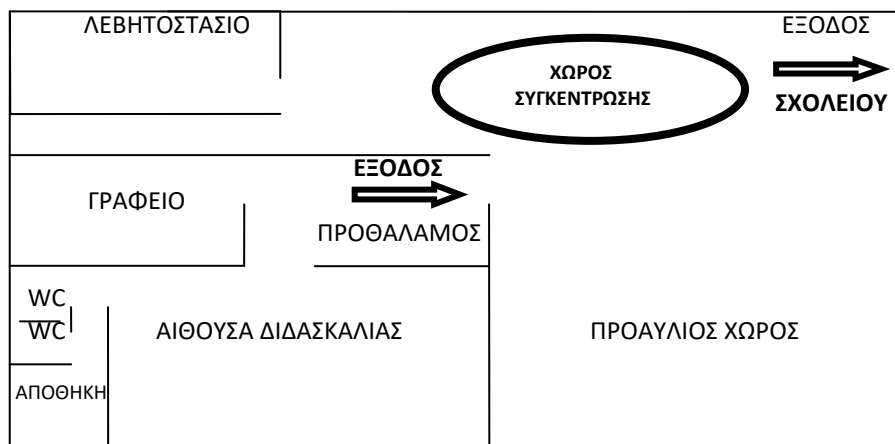 ΛΕΒΗΤΟΣΤΑΣΙΟ
ΕΞΟΔΟΣ
ΣΧΟΛΕΙΟΥ
ΧΩΡΟΣ
ΣΥΓΚΕΝΤΡΩΣΗΣ
ΕΞΟΔΟΣ
ΓΡΑΦΕΙΟ
ΠΡΟΘΑΛΑΜΟΣ
WC
WC
ΑΙΘΟΥΣΑ ΔΙΔΑΣΚΑΛΙΑΣ
ΠΡΟΑΥΛΙΟΣ ΧΩΡΟΣ
ΑΠΟΘΗΚΗ